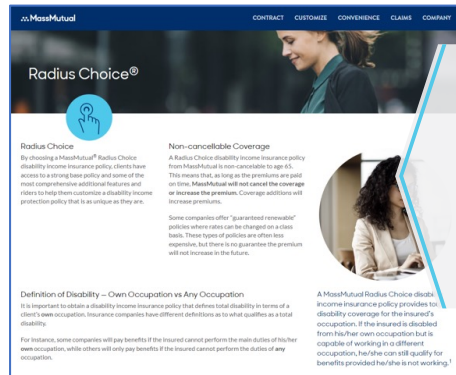 MassMutual
CONTRACT CUSTOMIZE CONVENIENCE CLAIMS COMPANY
Radius Choice®
Radius Choice
By choosing a MassMutual® Radius Choice
disability income insurance policy, clients have
access to a strong base policy and some of the
most comprehensive additional features and
riders to help them customize a disability income
protection policy that is as unique as they are.
Non-cancellable Coverage
A Radius Choice disability income insurance policy
from MassMutual is non-cancelable to age 65.
This means that, as long as the premiums are paid
on time, MassMutual will not cancel the coverage
or increase the premium. Coverage additions will
increase premiums.
Some companies offer "guaranteed renewable"
policies where rates can be changed on a class
basis. These types of policies are often less
expensive, but there is no guarantee the premium
will not increase in the future.
Definition of Disability — Own Occupation vs Any Occupation
It is important to obtain a disability income insurance policy that defines total disability in terms of a
client's own occupation. Insurance companies have different definitions as to what qualifies as a total
disability.
For instance, some companies will pay benefits if the insured cannot perform the main duties of his/her
own occupation, while others will only pay benefits if the insured cannot perform the duties of any
occupation.
A MassMutual Radius Choice
income insurance policy provides
disability coverage for the insured's
occupation. If the insured is disabled
from his/her own occupation but is
capable of working in a different
occupation, he/she can still qualify for
benefits provided he/she is not working.¹